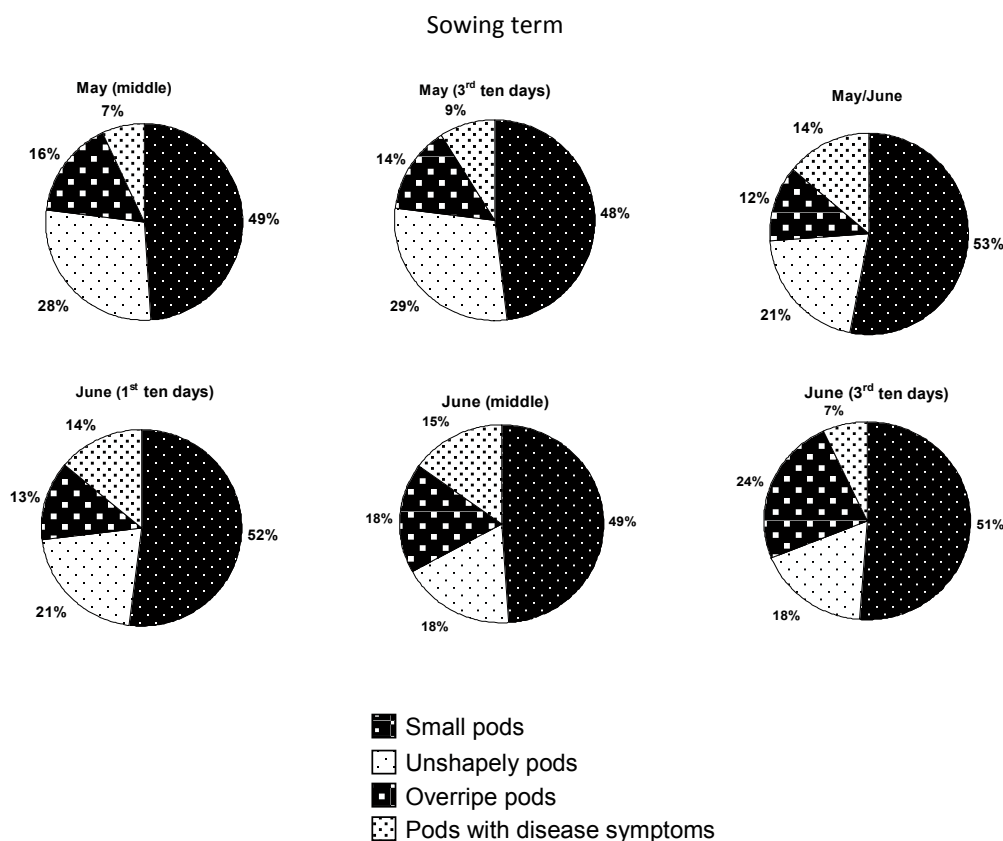 Sowing term
May (middle)
7%
16%
49%
28%
May (3rd ten days)
9%
14%
48%
29%
May/June
14%
12%
53%
21%
June (1st ten days)
14%
13%
52%
21%
June (middle)
15%
18%
49%
18%
June (3rd ten days)
7%
24%
51%
18%
Small pods
Unshapely pods
Overripe pods
Pods with disease symptoms